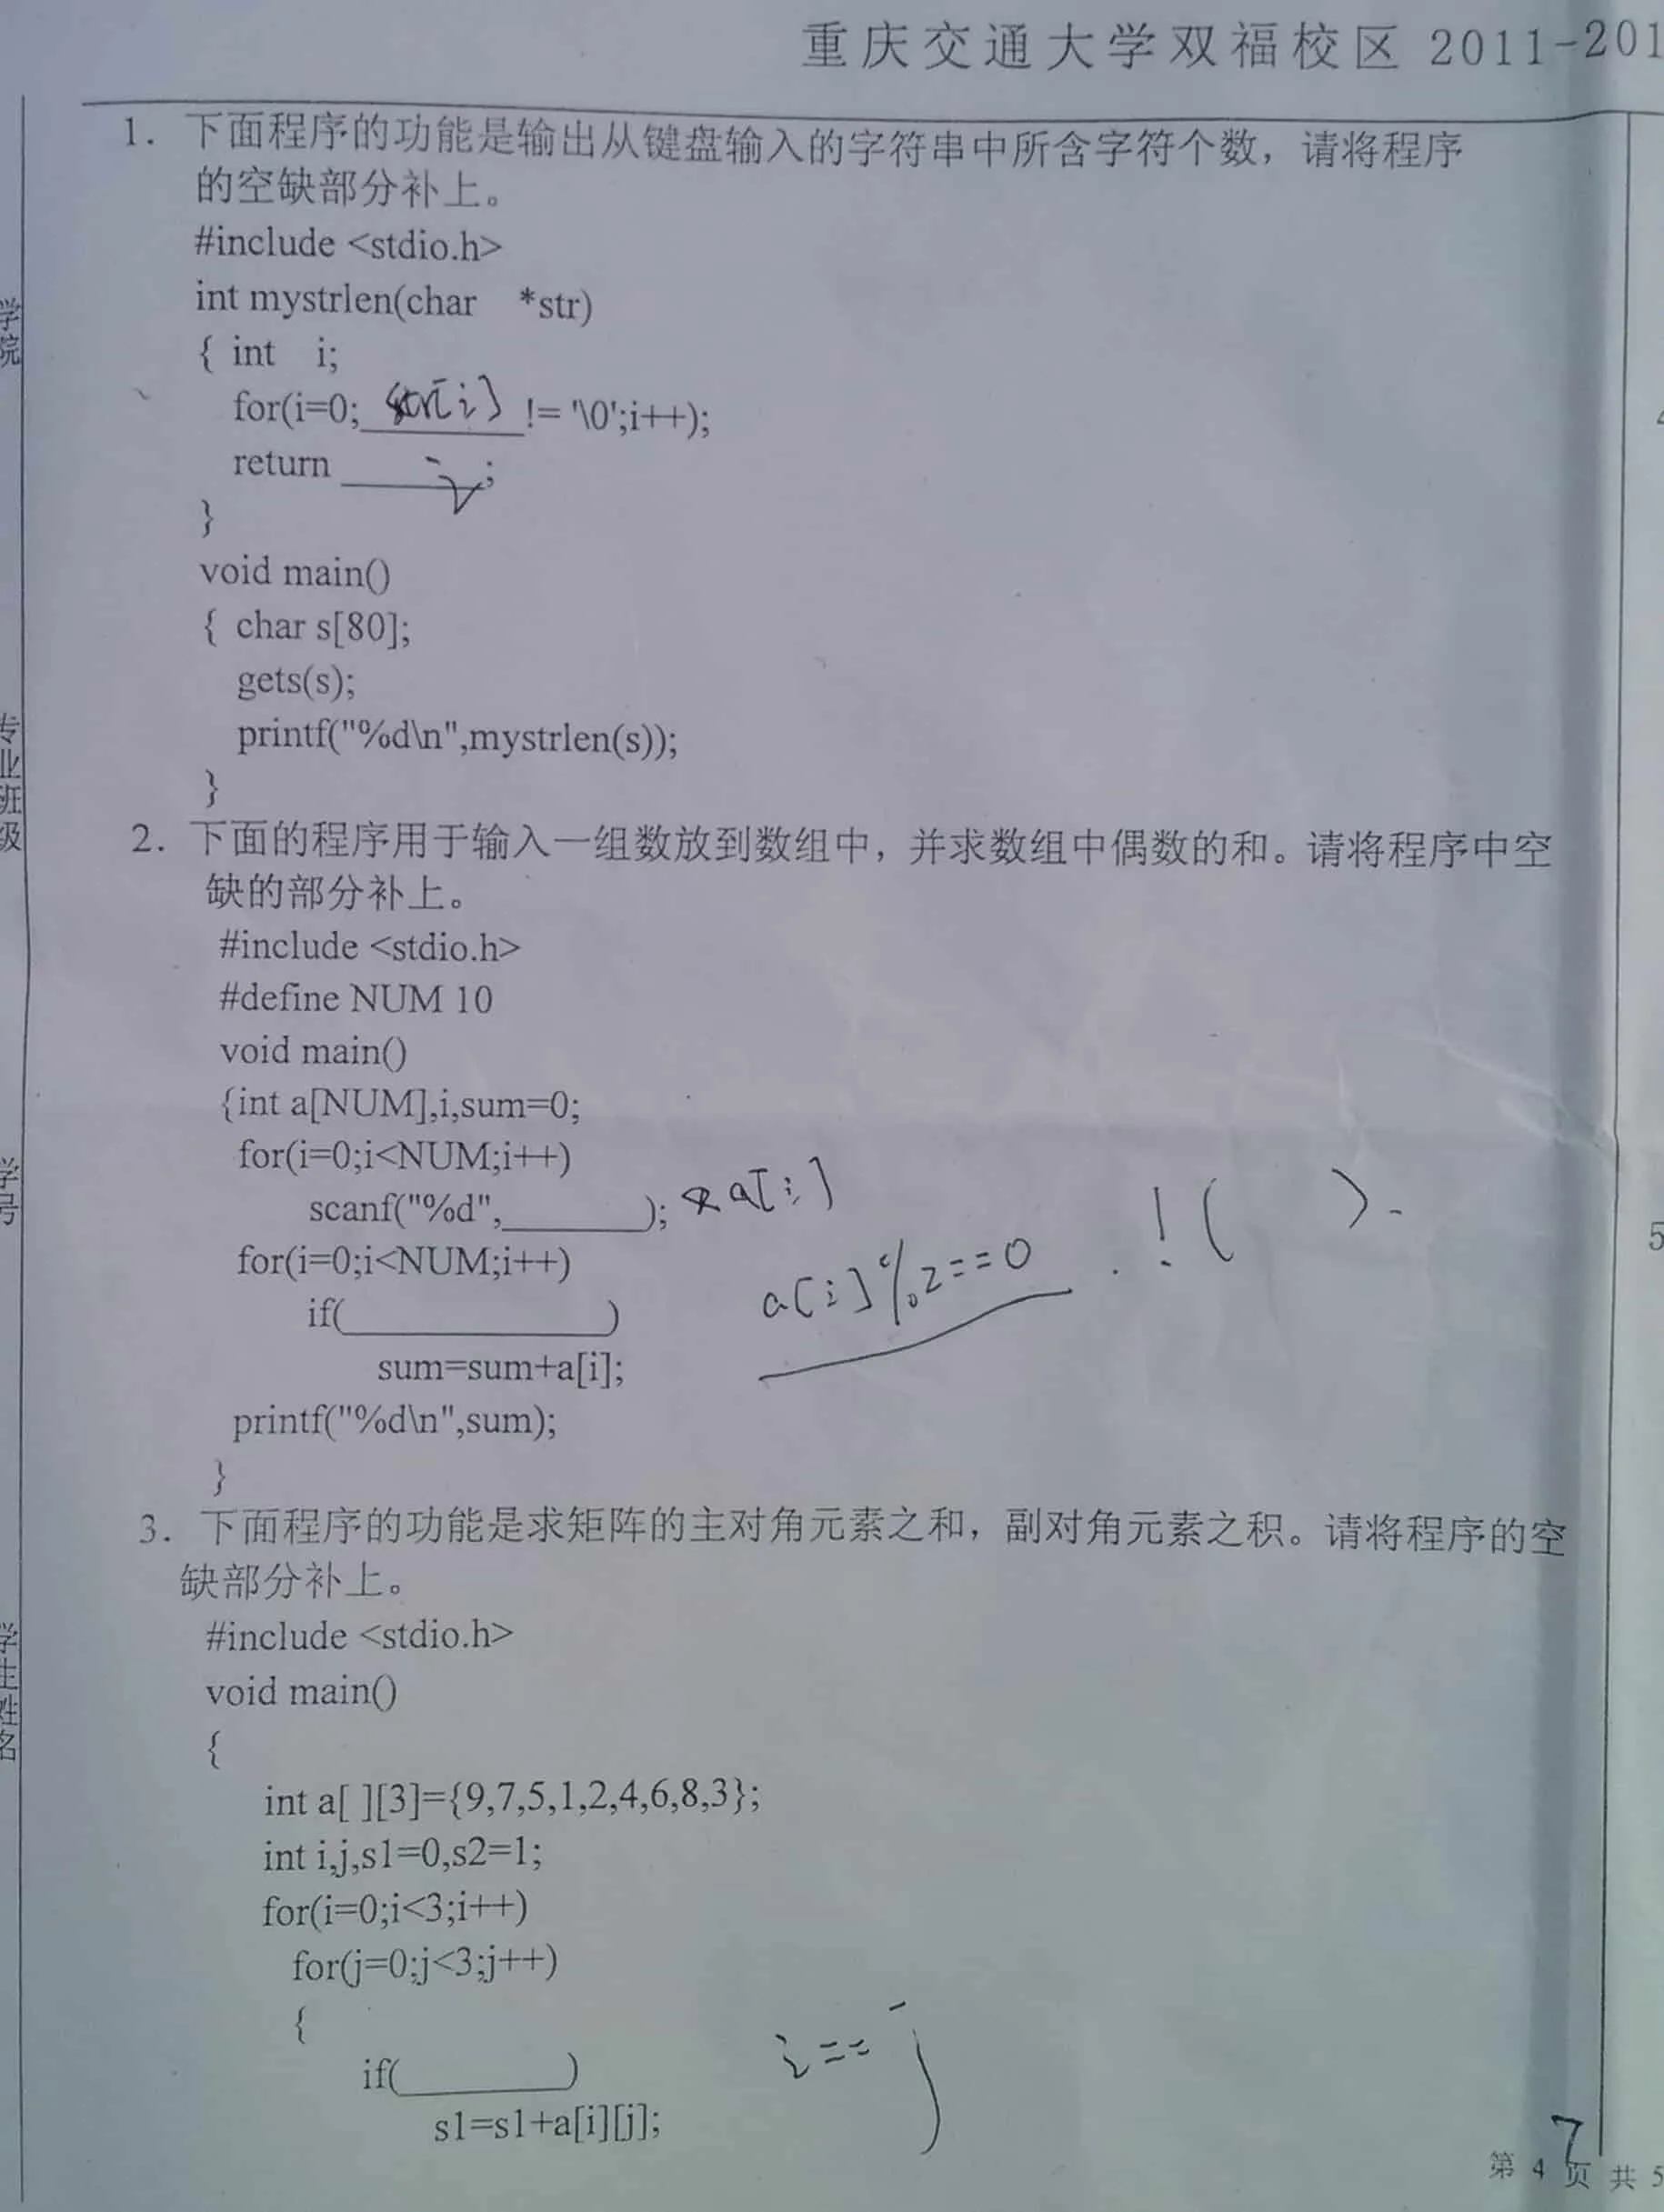 重庆交通大学双福校区 2011-201
1. 下面程序的功能是输出从键盘输入的字符串中所含字符个数，请将程序
的空缺部分补上。
#include <stdio.h>
int mystrlen(char *str)
{ int i;
for(i=0; str[i] != '\0';i++);
return i;
}
void main()
{ char s[80];
gets(s);
printf("%d\n",mystrlen(s));
}
2. 下面的程序用于输入一组数放到数组中，并求数组中偶数的和。请将程序中空
缺的部分补上。
#include <stdio.h>
#define NUM 10
void main()
{int a[NUM],i,sum=0;
for(i=0;i<NUM;i++)
scanf("%d",______); &a[i]
for(i=0;i<NUM;i++)
if(____________) a[i]%2==0 . !( ).
sum=sum+a[i];
printf("%d\n",sum);
}
3. 下面程序的功能是求矩阵的主对角元素之和，副对角元素之积。请将程序的空
缺部分补上。
#include <stdio.h>
void main()
{
int a[ ][3]={9,7,5,1,2,4,6,8,3};
int i,j,s1=0,s2=1;
for(i=0;i<3;i++)
for(j=0;j<3;j++)
{
if(________) i==j
s1=s1+a[i][j];
第 4 页 共 5
7
学院
专业班级
学号
学生姓名
5